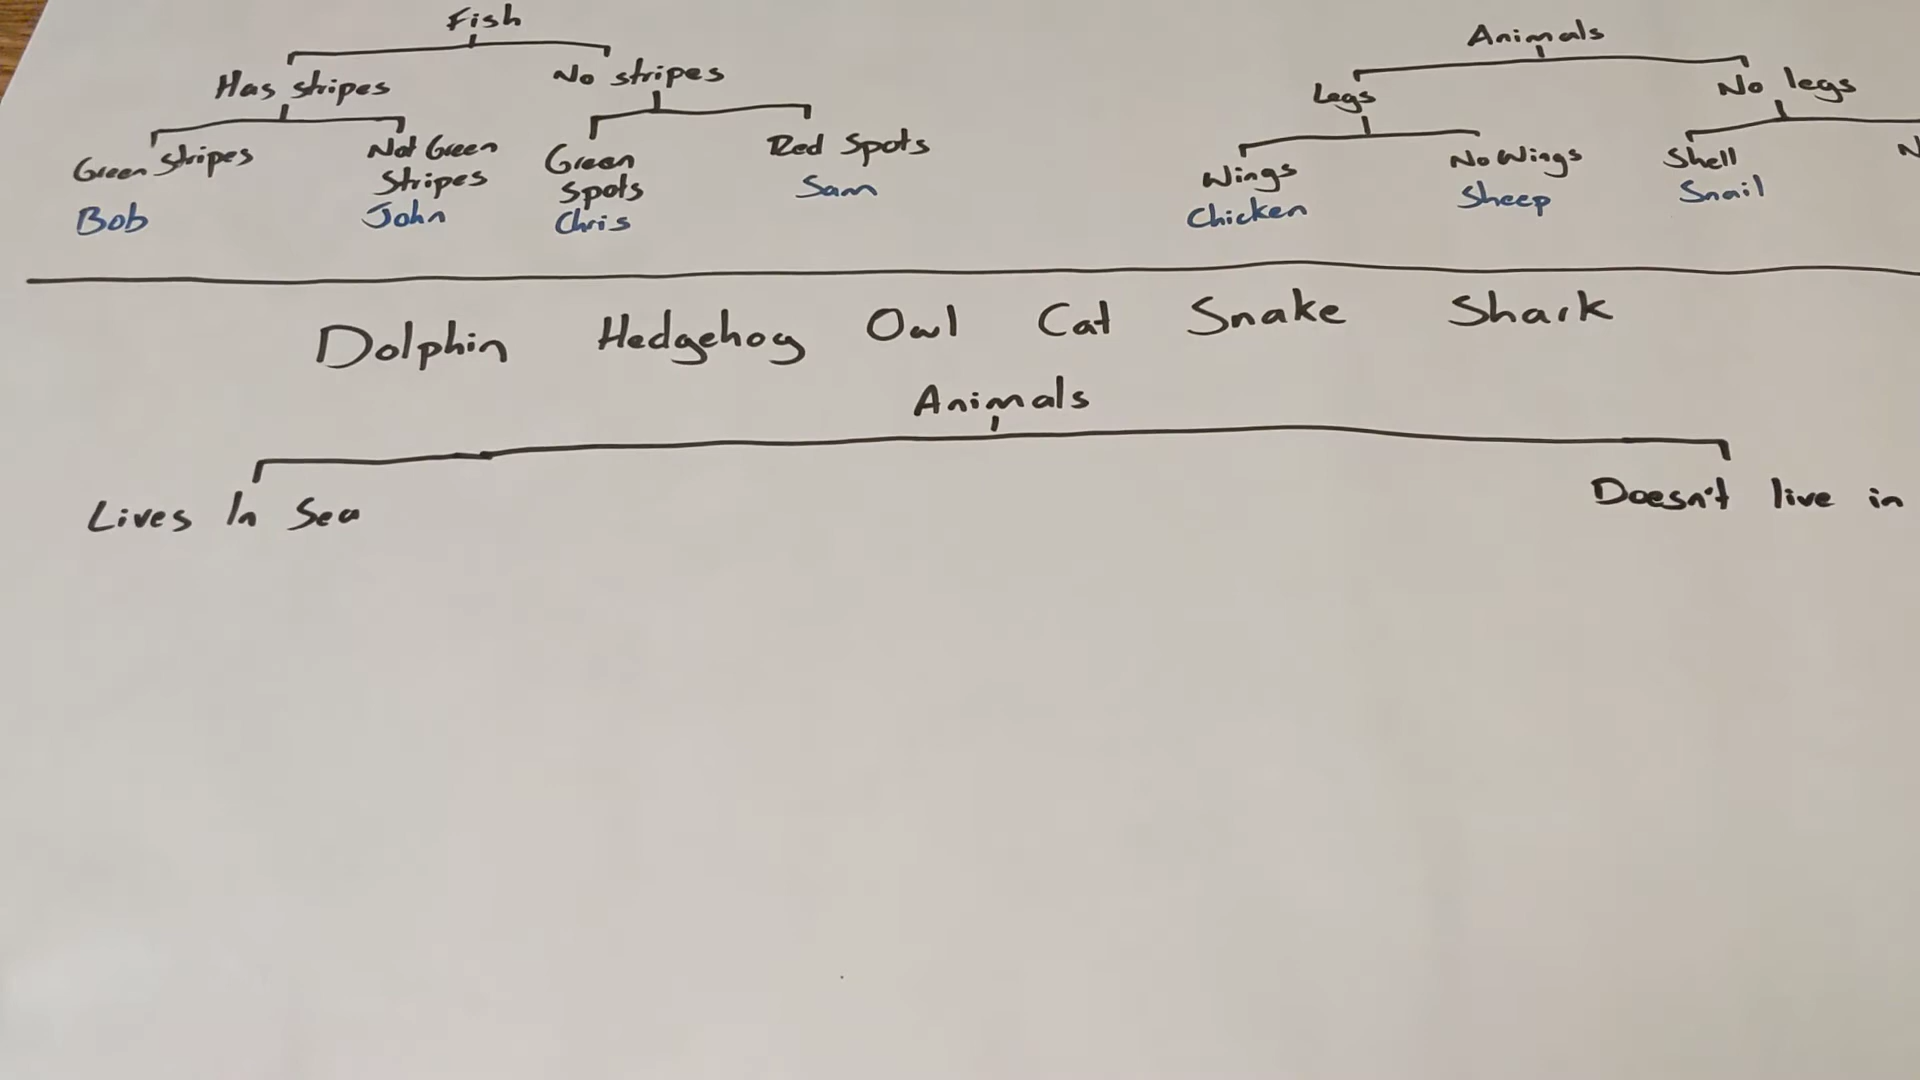 Fish
Has stripes
No stripes
Green stripes
Bob
Not Green
Stripes
John
Green
Spots
Chris
Red Spots
Sam
Animals
Legs
No legs
Wings
Chicken
No Wings
Sheep
Shell
Snail
Dolphin Hedgehog Owl Cat Snake Shark
Animals
Lives In Sea
Doesn't live in